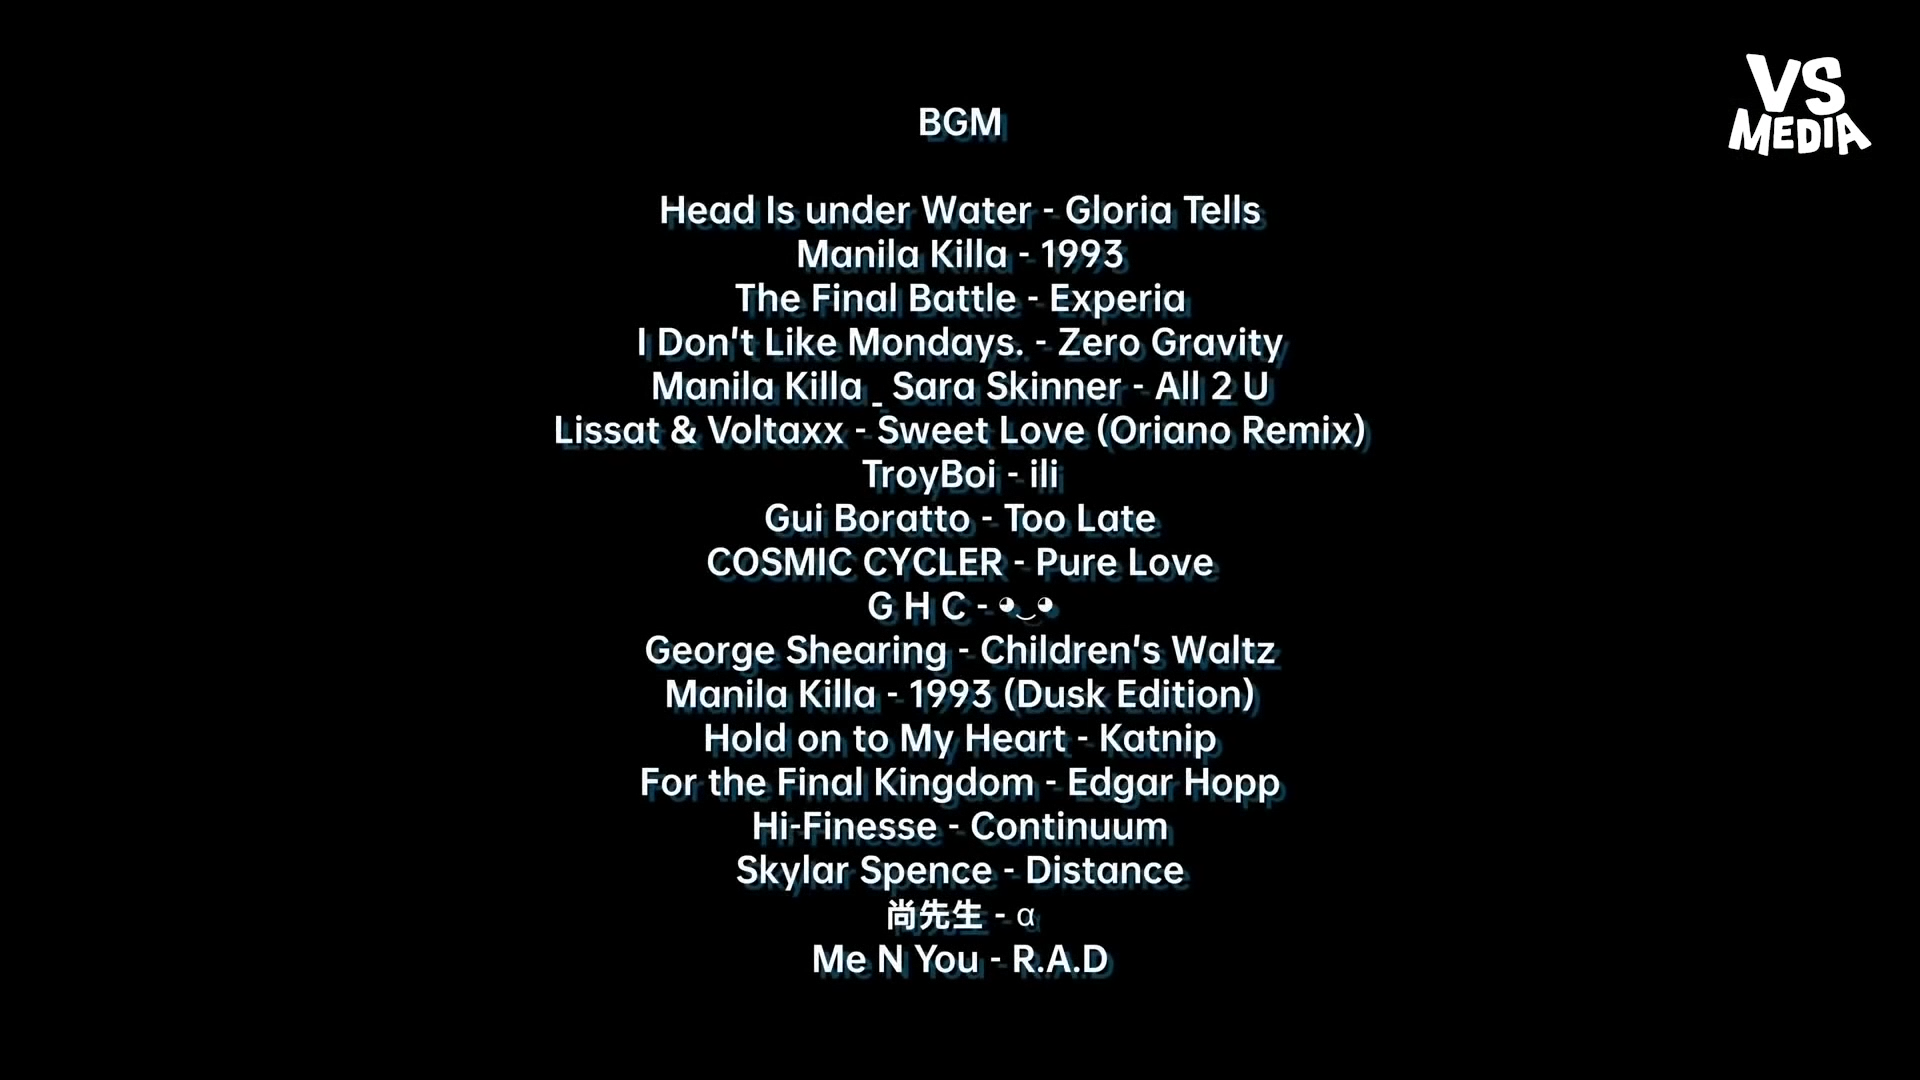 VS
MEDIA
BGM
Head Is under Water - Gloria Tells
Manila Killa - 1993
The Final Battle - Experia
I Don't Like Mondays. - Zero Gravity
Manila Killa _ Sara Skinner - All 2 U
Lissat & Voltaxx - Sweet Love (Oriano Remix)
TroyBoi - ili
Gui Boratto - Too Late
COSMIC CYCLER - Pure Love
G H C - ◕‿◕
George Shearing - Children's Waltz
Manila Killa - 1993 (Dusk Edition)
Hold on to My Heart - Katnip
For the Final Kingdom - Edgar Hopp
Hi-Finesse - Continuum
Skylar Spence - Distance
尚先生 - α
Me N You - R.A.D